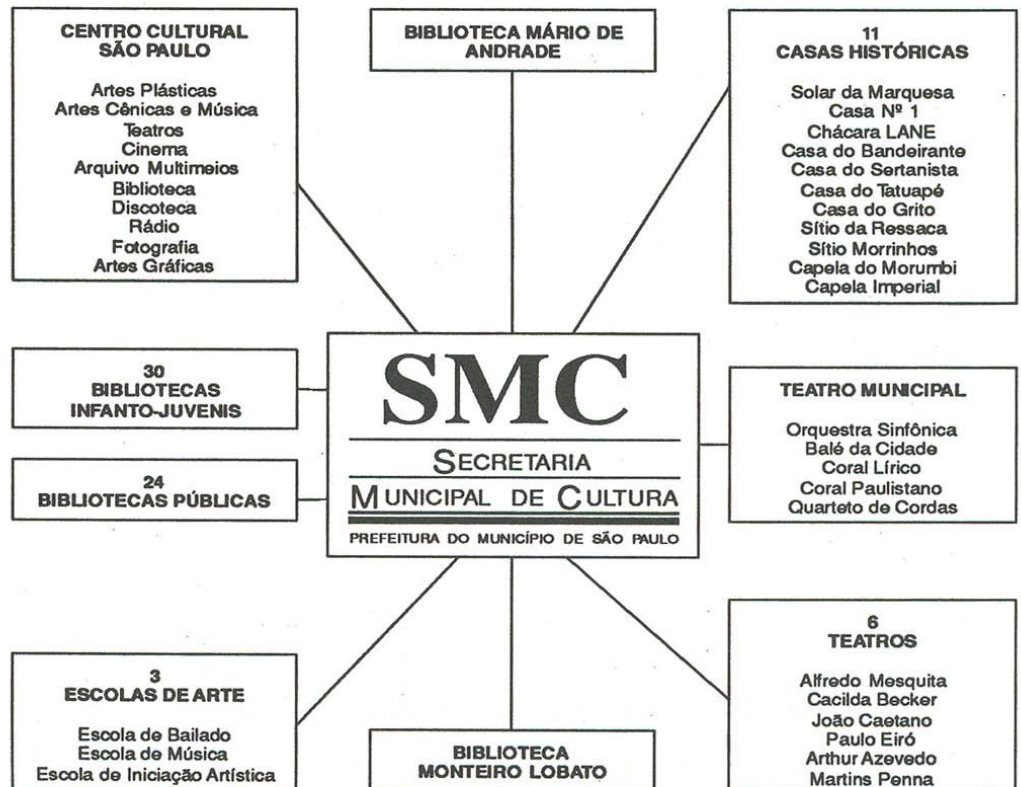 CENTRO CULTURAL
SÃO PAULO
Artes Plásticas
Artes Cênicas e Música
Teatros
Cinema
Arquivo Multimeios
Biblioteca
Discoteca
Rádio
Fotografia
Artes Gráficas
BIBLIOTECA MÁRIO DE
ANDRADE
11
CASAS HISTÓRICAS
Solar da Marquesa
Casa Nº 1
Chácara LANE
Casa do Bandeirante
Casa do Sertanista
Casa do Tatuapé
Casa do Grito
Sítio da Ressaca
Sítio Morrinhos
Capela do Morumbi
Capela Imperial
30
BIBLIOTECAS
INFANTO-JUVENIS
24
BIBLIOTECAS PÚBLICAS
SMC
SECRETARIA
MUNICIPAL DE CULTURA
PREFEITURA DO MUNICÍPIO DE SÃO PAULO
TEATRO MUNICIPAL
Orquestra Sinfônica
Balé da Cidade
Coral Lírico
Coral Paulistano
Quarteto de Cordas
3
ESCOLAS DE ARTE
Escola de Bailado
Escola de Música
Escola de Iniciação Artística
BIBLIOTECA
MONTEIRO LOBATO
6
TEATROS
Alfredo Mesquita
Cacilda Becker
João Caetano
Paulo Eiró
Arthur Azevedo
Martins Penna